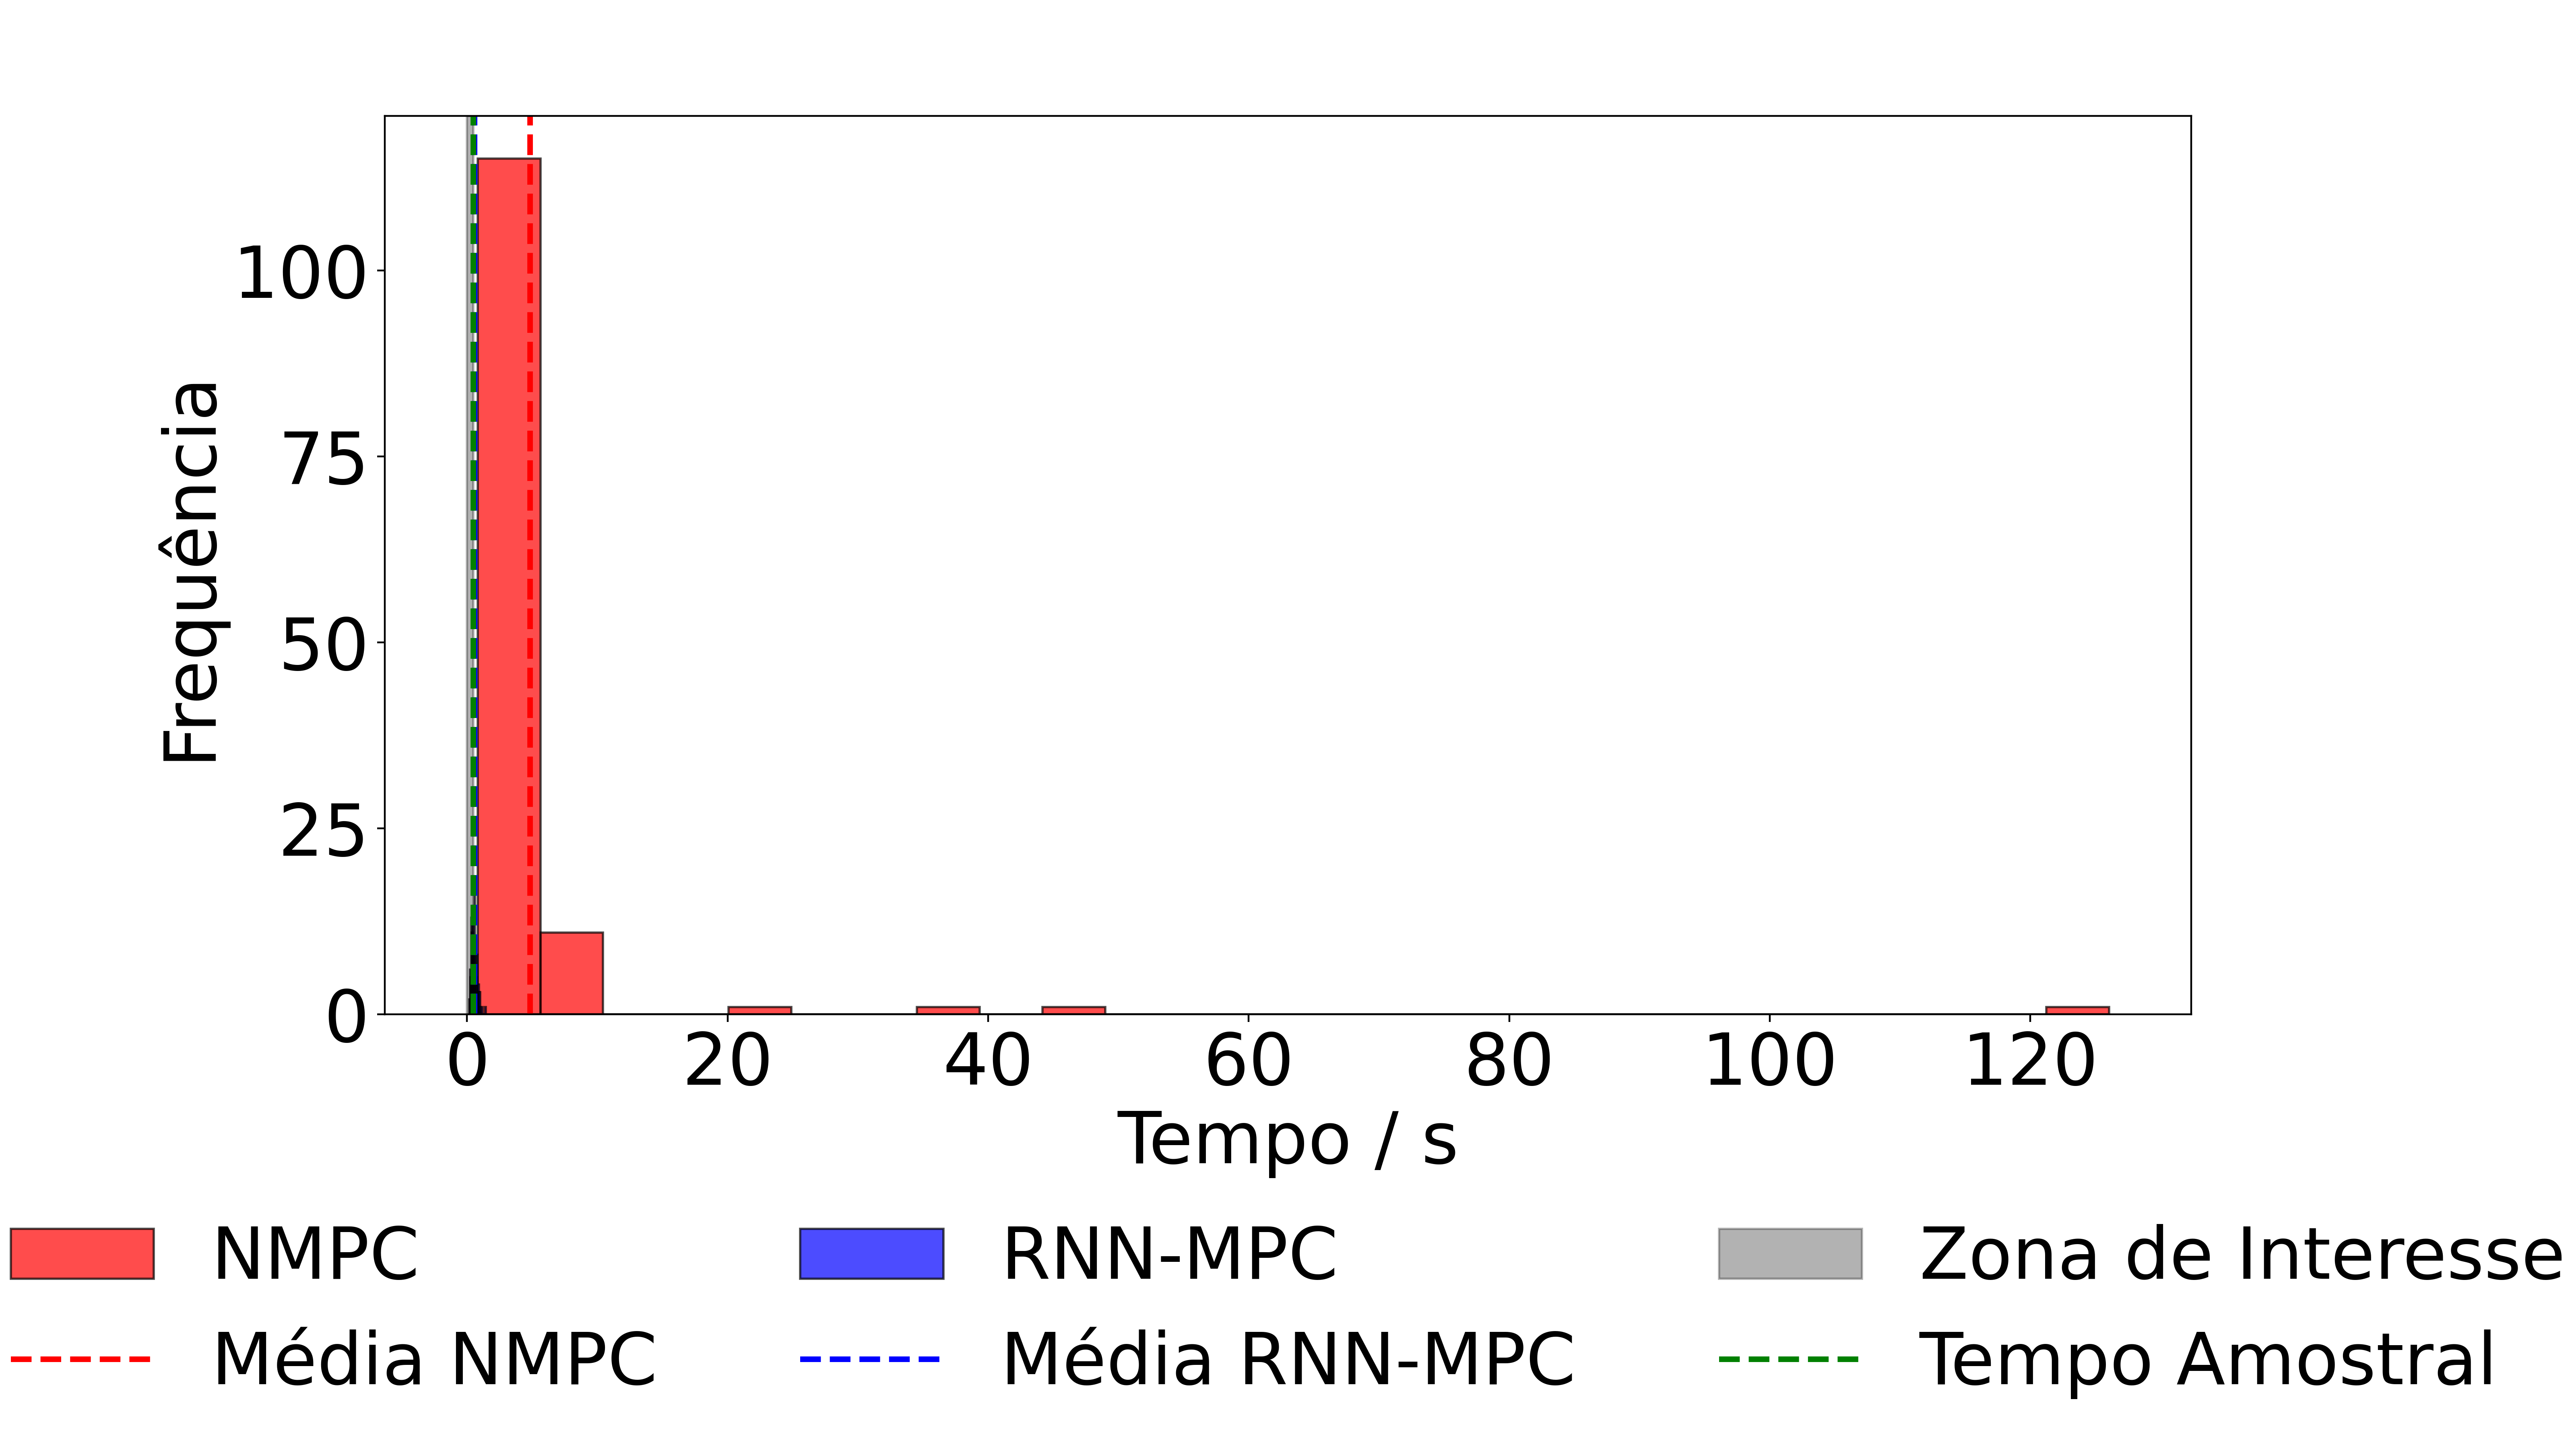 Frequência
100
75
50
25
0
0 20 40 60 80 100 120
Tempo / s
NMPC RNN-MPC Zona de Interesse
Média NMPC Média RNN-MPC Tempo Amostral